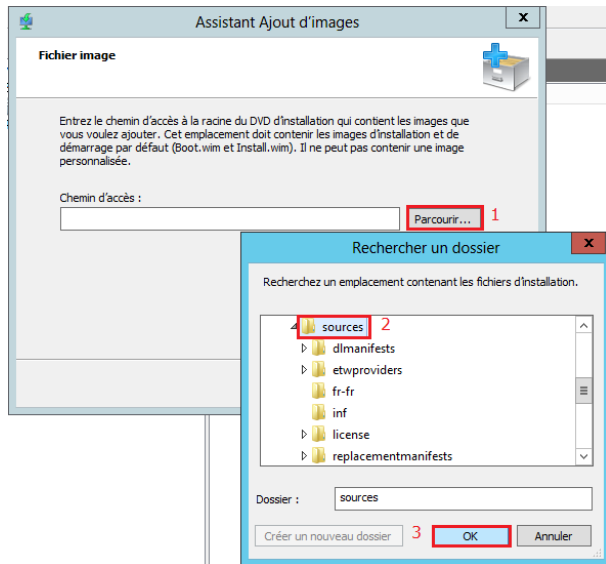 Assistant Ajout d'images
x
Fichier image
Entrez le chemin d'accès à la racine du DVD d'installation qui contient les images que
vous voulez ajouter. Cet emplacement doit contenir les images d'installation et de
démarrage par défaut (Boot.wim et Install.wim). Il ne peut pas contenir une image
personnalisée.
Chemin d'accès :
Parcourir... 1
Rechercher un dossier
x
Recherchez un emplacement contenant les fichiers d'installation.
sources 2
dlmanifests
etwproviders
fr-fr
inf
license
replacementmanifests
Dossier : sources
Créer un nouveau dossier 3 OK Annuler